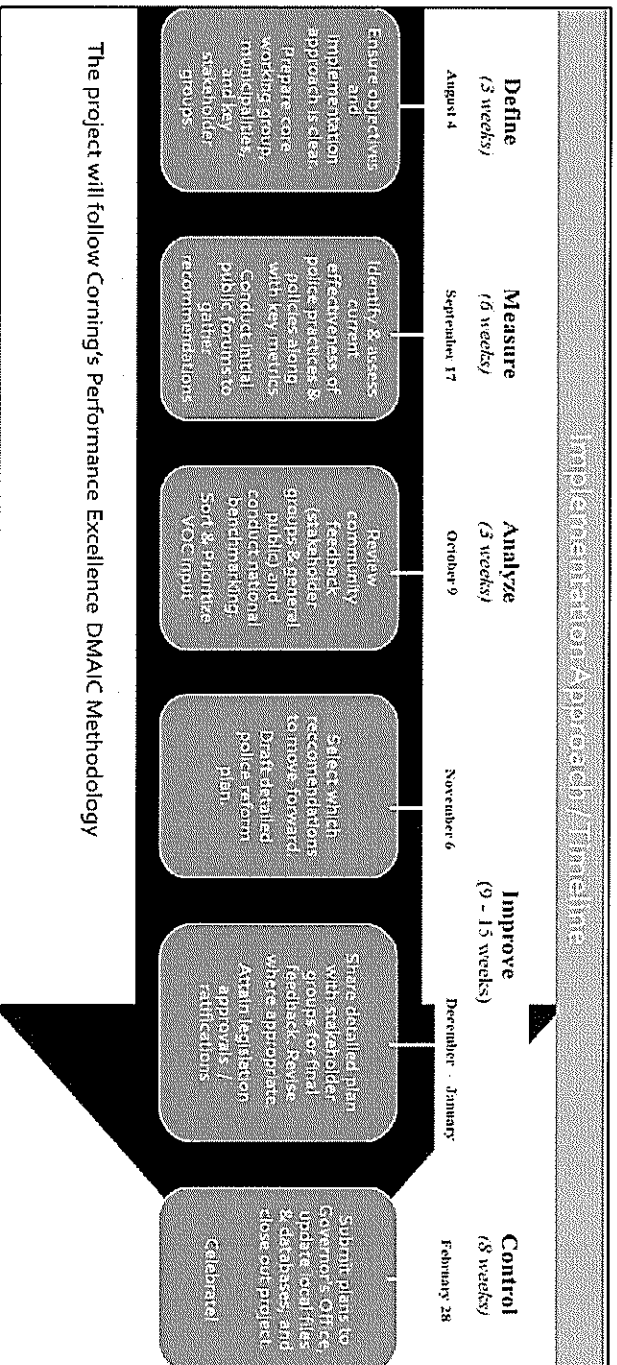 Implementation Approach / Timeline
Define
(3 weeks)
August 4
Ensure objectives
and
implementation
approach is clear.
Prepare core
working group,
municipalities,
and key
stakeholder
groups
Measure
(6 weeks)
September 17
Identify & assess
current
effectiveness of
police practices &
policies along
with key metrics
Conduct initial
public forums to
gather
recommendations
Analyze
(3 weeks)
October 9
Review
community
feedback
(stakeholder
groups & general
public) and
conduct national
benchmarking.
Sort & Prioritize
VOC input
Improve
(9 - 15 weeks)
November 6
Select which
reccomendations
to move forward
Draft detailed
police reform
plan.
December - January
Share detailed plan
with stakeholder
groups for final
feedback. Revise
where appropriate
Attain legislation
approvals /
ratifications
Control
(8 weeks)
February 28
Submit plans to
Governor's Office,
update local files
& databases, and
close out project
celebrate!
The project will follow Corning's Performance Excellence DMAIC Methodology